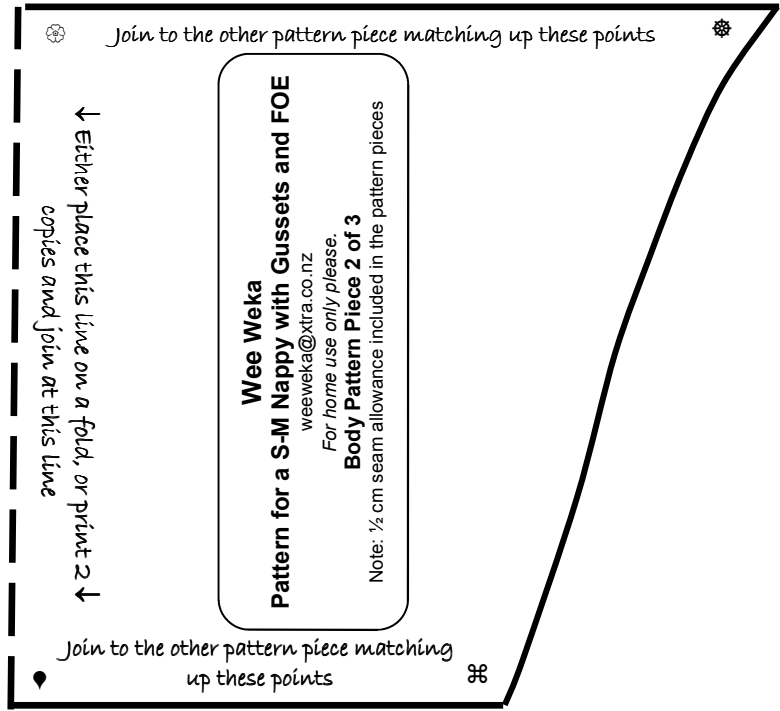 Join to the other pattern piece matching up these points
← Either place this line on a fold, or print 2 →
copies and join at this line
Wee Weka
Pattern for a S-M Nappy with Gussets and FOE
weeweka@xtra.co.nz
For home use only please.
Body Pattern Piece 2 of 3
Note: ½ cm seam allowance included in the pattern pieces
Join to the other pattern piece matching
up these points